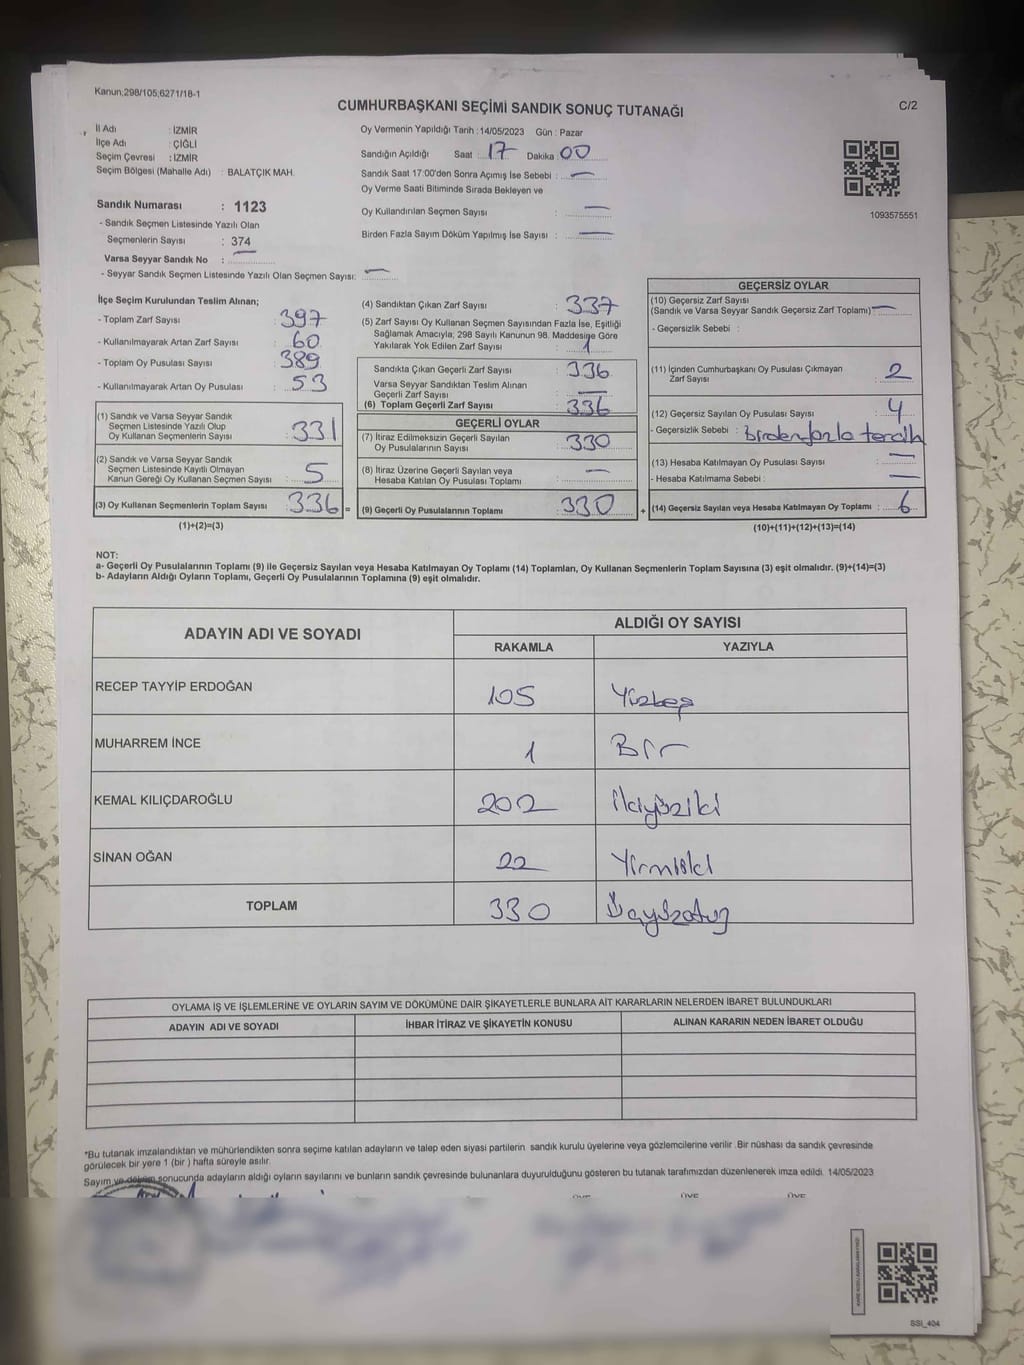 Kanun;298/105;6271/18-1
CUMHURBAŞKANI SEÇİMİ SANDIK SONUÇ TUTANAĞI
C/2
İl Adı : İZMİR
İlçe Adı : ÇİĞLİ
Seçim Çevresi : İZMİR
Seçim Bölgesi (Mahalle Adı) : BALATÇIK MAH.
Sandık Numarası : 1123
- Sandık Seçmen Listesinde Yazılı Olan
Seçmenlerin Sayısı : 374
Varsa Seyyar Sandık No : —
- Seyyar Sandık Seçmen Listesinde Yazılı Olan Seçmen Sayısı: —
Oy Vermenin Yapıldığı Tarih : 14/05/2023 Gün : Pazar
Sandığın Açıldığı Saat : 17 Dakika : 00
Sandık Saat 17:00'den Sonra Açımış İse Sebebi : —
Oy Verme Saati Bitiminde Sırada Bekleyen ve
Oy Kullandırılan Seçmen Sayısı : —
Birden Fazla Sayım Döküm Yapılmış İse Sayısı : —
1093575551
İlçe Seçim Kurulundan Teslim Alınan;
- Toplam Zarf Sayısı : 397
- Kullanılmayarak Artan Zarf Sayısı : 60
- Toplam Oy Pusulası Sayısı : 389
- Kullanılmayarak Artan Oy Pusulası : 53
(1) Sandık ve Varsa Seyyar Sandık
Seçmen Listesinde Yazılı Olup
Oy Kullanan Seçmenlerin Sayısı : 331
(2) Sandık ve Varsa Seyyar Sandık
Seçmen Listesinde Kayıtlı Olmayan
Kanun Gereği Oy Kullanan Seçmen Sayısı : 5
(3) Oy Kullanan Seçmenlerin Toplam Sayısı : 336 =
(1)+(2)=(3)
(4) Sandıktan Çıkan Zarf Sayısı : 337
(5) Zarf Sayısı Oy Kullanan Seçmen Sayısından Fazla İse, Eşitliği
Sağlamak Amacıyla; 298 Sayılı Kanunun 98. Maddesine Göre
Yakılarak Yok Edilen Zarf Sayısı : 1
Sandıkta Çıkan Geçerli Zarf Sayısı : 336
Varsa Seyyar Sandıktan Teslim Alınan
Geçerli Zarf Sayısı : —
(6) Toplam Geçerli Zarf Sayısı : 336
GEÇERLİ OYLAR
(7) İtiraz Edilmeksizin Geçerli Sayılan
Oy Pusulalarının Sayısı : 330
(8) İtiraz Üzerine Geçerli Sayılan veya
Hesaba Katılan Oy Pusulası Toplamı : —
(9) Geçerli Oy Pusulalarının Toplamı : 330 +
GEÇERSİZ OYLAR
(10) Geçersiz Zarf Sayısı
(Sandık ve Varsa Seyyar Sandık Geçersiz Zarf Toplamı) : —
- Geçersizlik Sebebi :
(11) İçinden Cumhurbaşkanı Oy Pusulası Çıkmayan
Zarf Sayısı : 2
(12) Geçersiz Sayılan Oy Pusulası Sayısı : 4
- Geçersizlik Sebebi : birden fazla tercih
(13) Hesaba Katılmayan Oy Pusulası Sayısı : —
- Hesaba Katılmama Sebebi : —
(14) Geçersiz Sayılan veya Hesaba Katılmayan Oy Toplamı : 6
(10)+(11)+(12)+(13)=(14)
NOT:
a- Geçerli Oy Pusulalarının Toplamı (9) ile Geçersiz Sayılan veya Hesaba Katılmayan Oy Toplamı (14) Toplamları, Oy Kullanan Seçmenlerin Toplam Sayısına (3) eşit olmalıdır. (9)+(14)=(3)
b- Adayların Aldığı Oyların Toplamı, Geçerli Oy Pusulalarının Toplamına (9) eşit olmalıdır.
ADAYIN ADI VE SOYADI
ALDIĞI OY SAYISI
RAKAMLA YAZIYLA
RECEP TAYYİP ERDOĞAN 105 Yüzbeş
MUHARREM İNCE 1 Bir
KEMAL KILIÇDAROĞLU 202 ikiyüziki
SİNAN OĞAN 22 Yirmiiki
TOPLAM 330 Üçyüzotuz
OYLAMA İŞ VE İŞLEMLERİNE VE OYLARIN SAYIM VE DÖKÜMÜNE DAİR ŞİKAYETLERLE BUNLARA AİT KARARLARIN NELERDEN İBARET BULUNDUKLARI
ADAYIN ADI VE SOYADI İHBAR İTİRAZ VE ŞİKAYETİN KONUSU ALINAN KARARIN NEDEN İBARET OLDUĞU
*Bu tutanak imzalandıktan ve mühürlendikten sonra seçime katılan adayların ve talep eden siyasi partilerin sandık kurulu üyelerine veya gözlemcilerine verilir .Bir nüshası da sandık çevresinde
görülecek bir yere 1 (bir ) hafta süreyle asılır.
Sayım ve döküm sonucunda adayların aldığı oyların sayılarını ve bunların sandık çevresinde bulunanlara duyurulduğunu gösteren bu tutanak tarafımızdan düzenlenerek imza edildi. 14/05/2023
ÜYE ÜYE ÜYE
SSI_404